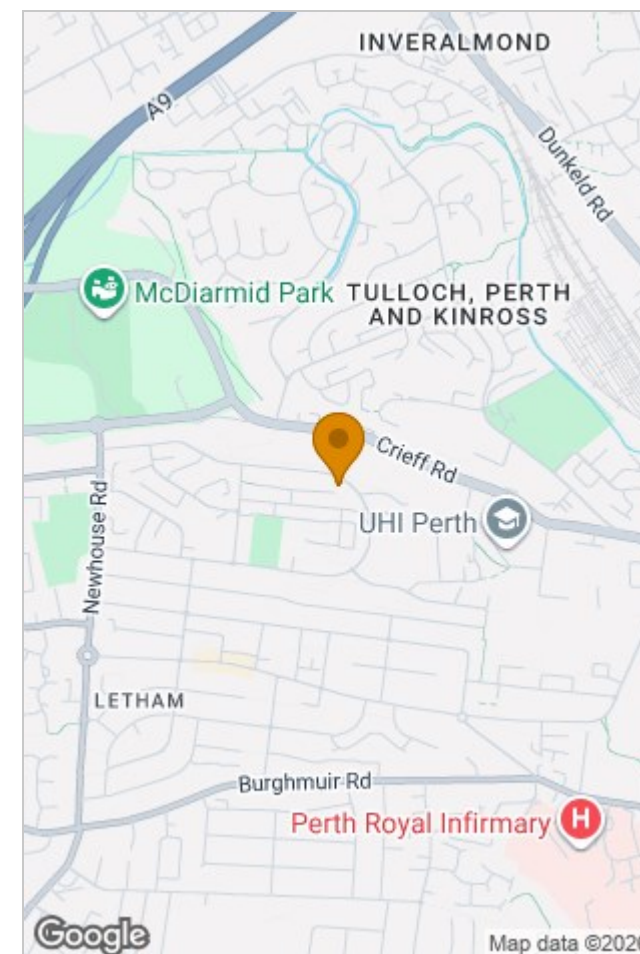 INVERALMOND
A9
Dunkeld Rd
McDiarmid Park
TULLOCH, PERTH
AND KINROSS
Crieff Rd
UHI Perth
Newhouse Rd
LETHAM
Burghmuir Rd
Perth Royal Infirmary
H
Google
Map data ©2026